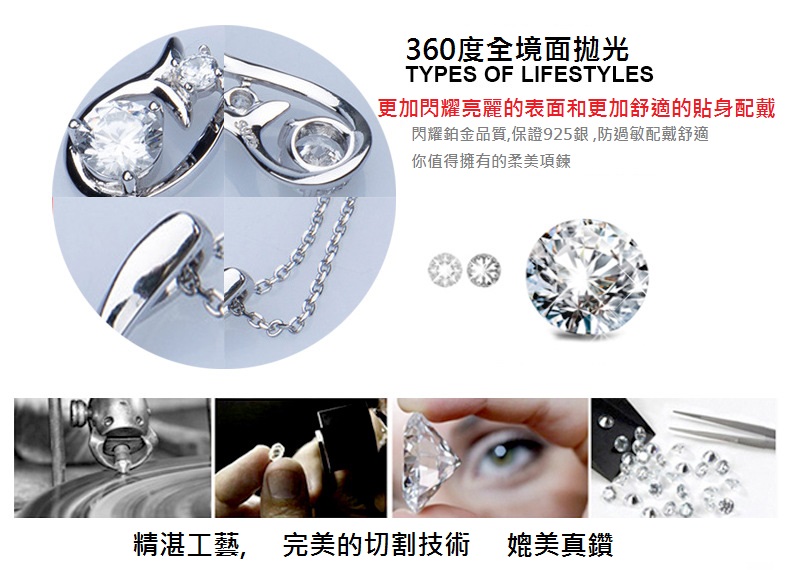 360度全境面拋光
TYPES OF LIFESTYLES
更加閃耀亮麗的表面和更加舒適的貼身配戴
閃耀鉑金品質,保證925銀,防過敏配戴舒適
你值得擁有的柔美項鍊
精湛工藝, 完美的切割技術 媲美真鑽